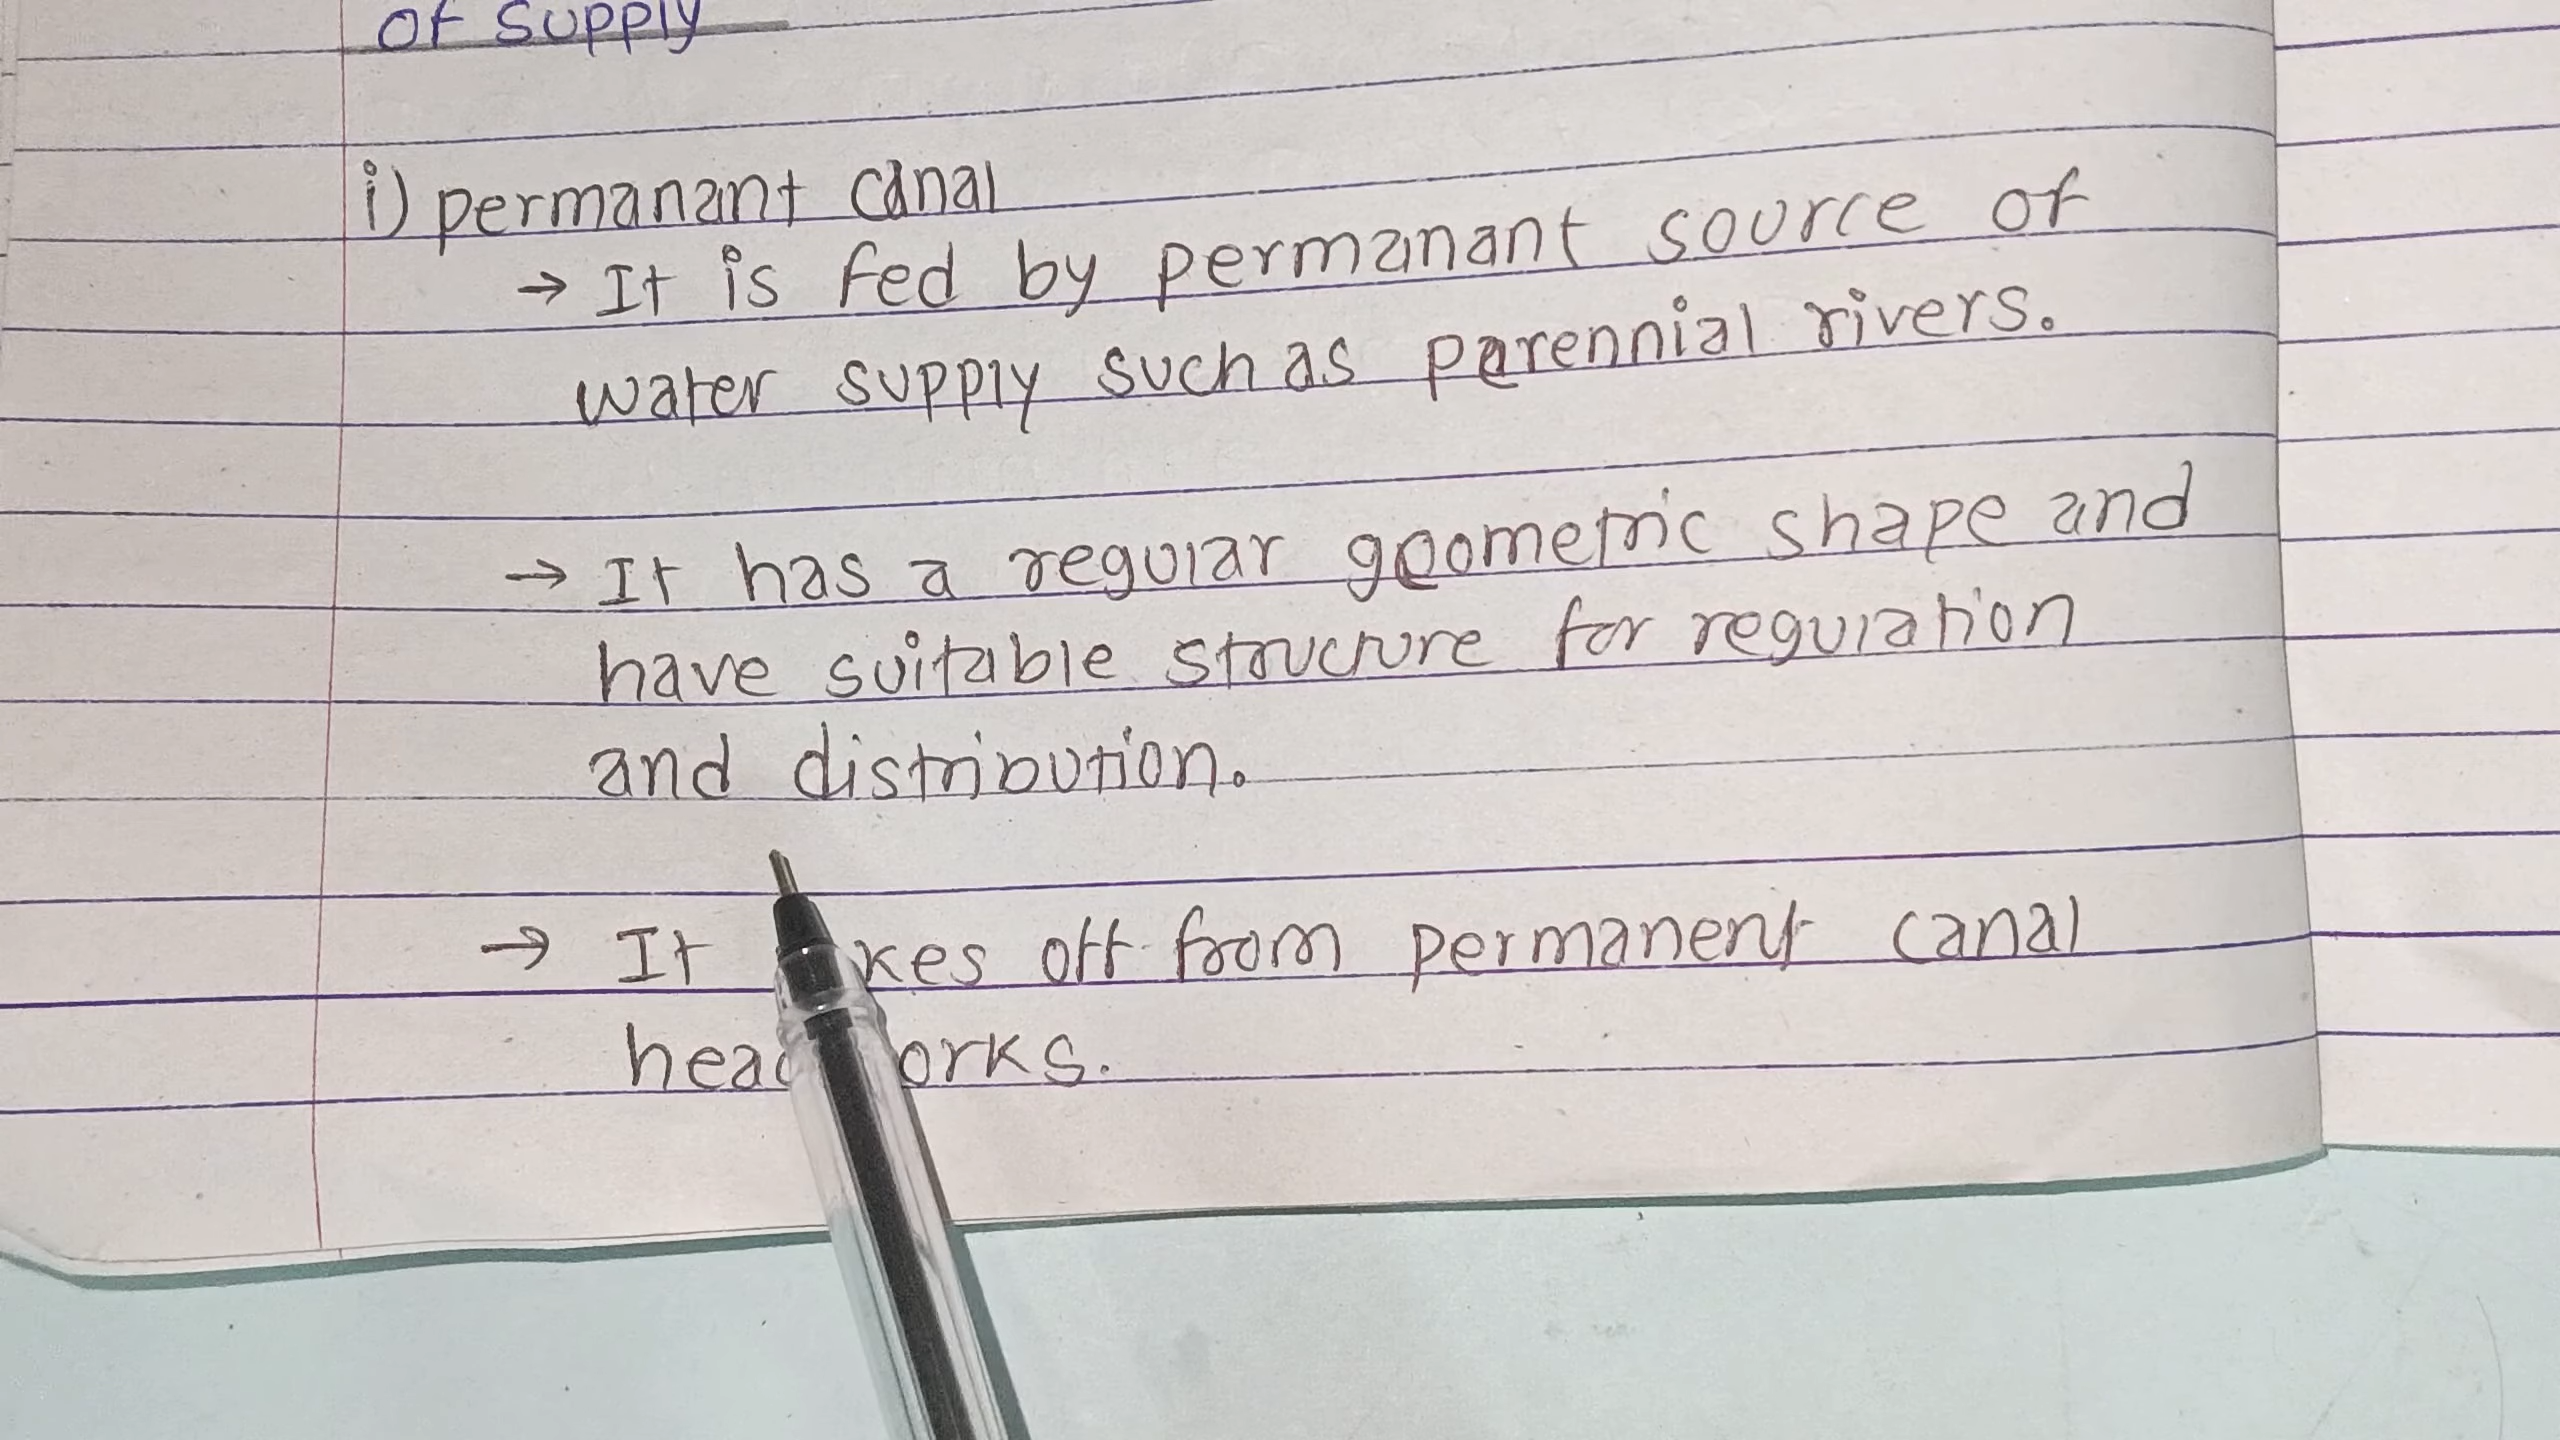 of supply
i) permanant canal
→ It is fed by permanant source of
water supply such as perennial rivers.
→ It has a regular geometric shape and
have suitable structure for regulation
and distribution.
→ It off from permanent canal